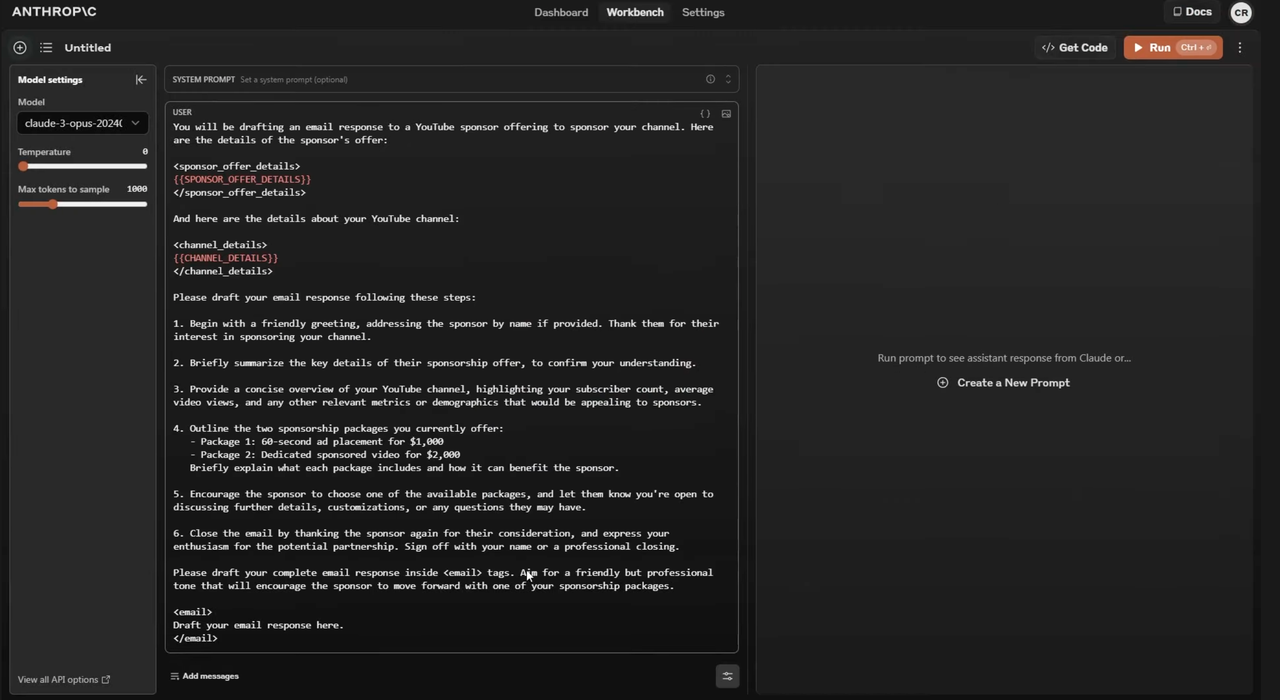 ANTHROP\C
Dashboard
Workbench
Settings
Docs
CR
Untitled
</> Get Code
Run
Model settings
Model
claude-3-opus-2024(
Temperature
0
Max tokens to sample
1000
View all API options
SYSTEM PROMPT Set a system prompt (optional)
USER
{ }
You will be drafting an email response to a YouTube sponsor offering to sponsor your channel. Here
are the details of the sponsor's offer:
<sponsor_offer_details>
{{SPONSOR_OFFER_DETAILS}}
</sponsor_offer_details>
And here are the details about your YouTube channel:
<channel_details>
{{CHANNEL_DETAILS}}
</channel_details>
Please draft your email response following these steps:
1. Begin with a friendly greeting, addressing the sponsor by name if provided. Thank them for their
interest in sponsoring your channel.
2. Briefly summarize the key details of their sponsorship offer, to confirm your understanding.
3. Provide a concise overview of your YouTube channel, highlighting your subscriber count, average
video views, and any other relevant metrics or demographics that would be appealing to sponsors.
4. Outline the two sponsorship packages you currently offer:
- Package 1: 60-second ad placement for $1,000
- Package 2: Dedicated sponsored video for $2,000
Briefly explain what each package includes and how it can benefit the sponsor.
5. Encourage the sponsor to choose one of the available packages, and let them know you're open to
discussing further details, customizations, or any questions they may have.
6. Close the email by thanking the sponsor again for their consideration, and express your
enthusiasm for the potential partnership. Sign off with your name or a professional closing.
Please draft your complete email response inside <email> tags. Aim for a friendly but professional
tone that will encourage the sponsor to move forward with one of your sponsorship packages.
<email>
Draft your email response here.
</email>
Add messages
Run prompt to see assistant response from Claude or...
Create a New Prompt